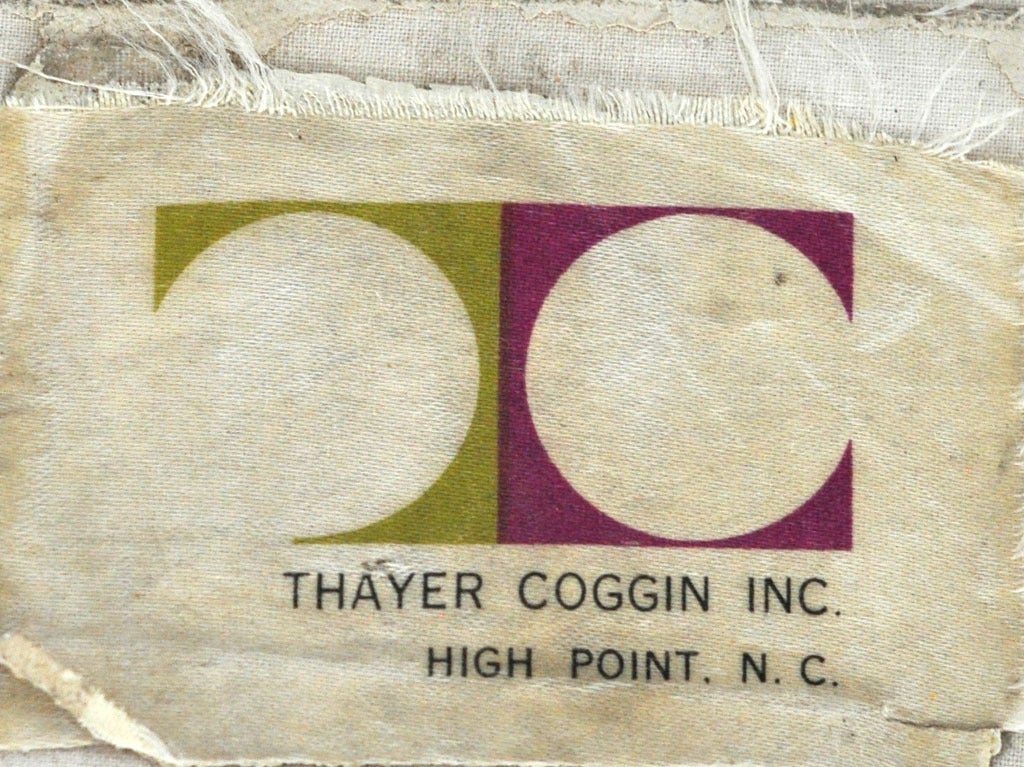 THAYER COGGIN INC.
HIGH POINT. N. C.